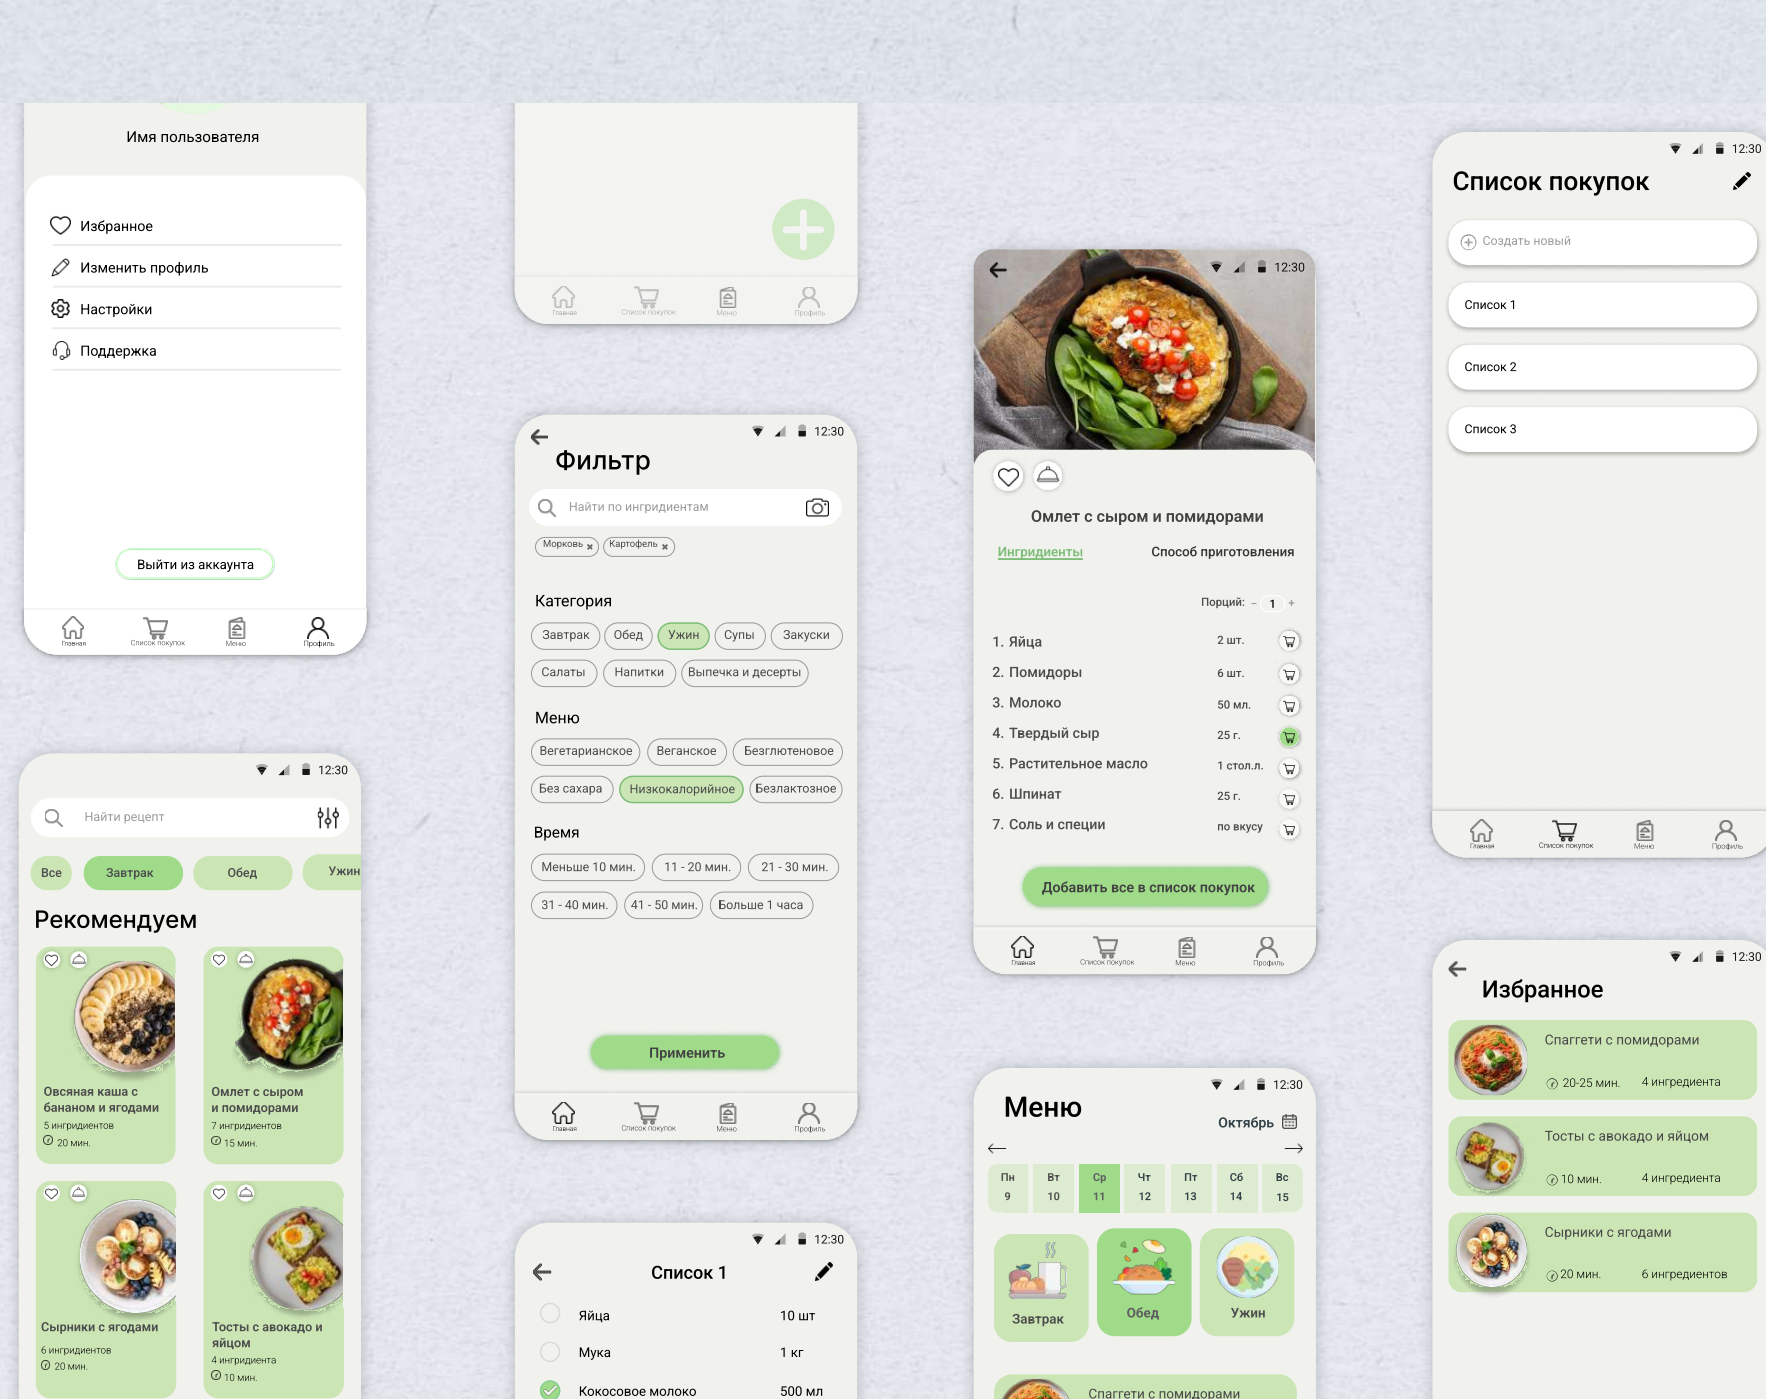 Имя пользователя
Избранное
Изменить профиль
Настройки
Поддержка
Выйти из аккаунта
Главная
Список покупок
Меню
Профиль
12:30
Найти рецепт
Все
Завтрак
Обед
Ужин
Рекомендуем
Овсяная каша с
бананом и ягодами
5 ингридиентов
20 мин.
Омлет с сыром
и помидорами
7 ингридиентов
15 мин.
Сырники с ягодами
6 ингридиентов
20 мин.
Тосты с авокадо и
яйцом
4 ингридиента
10 мин.
Главная
Список покупок
Меню
Профиль
12:30
Фильтр
Найти по ингридиентам
Морковь
Картофель
Категория
Завтрак
Обед
Ужин
Супы
Закуски
Салаты
Напитки
Выпечка и десерты
Меню
Вегетарианское
Веганское
Безглютеновое
Без сахара
Низкокалорийное
Безлактозное
Время
Меньше 10 мин.
11 - 20 мин.
21 - 30 мин.
31 - 40 мин.
41 - 50 мин.
Больше 1 часа
Применить
Главная
Список покупок
Меню
Профиль
12:30
Список 1
Яйца 10 шт
Мука 1 кг
Кокосовое молоко 500 мл
12:30
Омлет с сыром и помидорами
Ингридиенты
Способ приготовления
Порций: – 1 +
1. Яйца 2 шт.
2. Помидоры 6 шт.
3. Молоко 50 мл.
4. Твердый сыр 25 г.
5. Растительное масло 1 стол.л.
6. Шпинат 25 г.
7. Соль и специи по вкусу
Добавить все в список покупок
Главная
Список покупок
Меню
Профиль
12:30
Меню
Октябрь
Пн Вт Ср Чт Пт Сб Вс
9 10 11 12 13 14 15
Завтрак
Обед
Ужин
Спаггети с помидорами
12:30
Список покупок
Создать новый
Список 1
Список 2
Список 3
Главная
Список покупок
Меню
Профиль
12:30
Избранное
Спаггети с помидорами
20-25 мин. 4 ингредиента
Тосты с авокадо и яйцом
10 мин. 4 ингредиента
Сырники с ягодами
20 мин. 6 ингредиентов